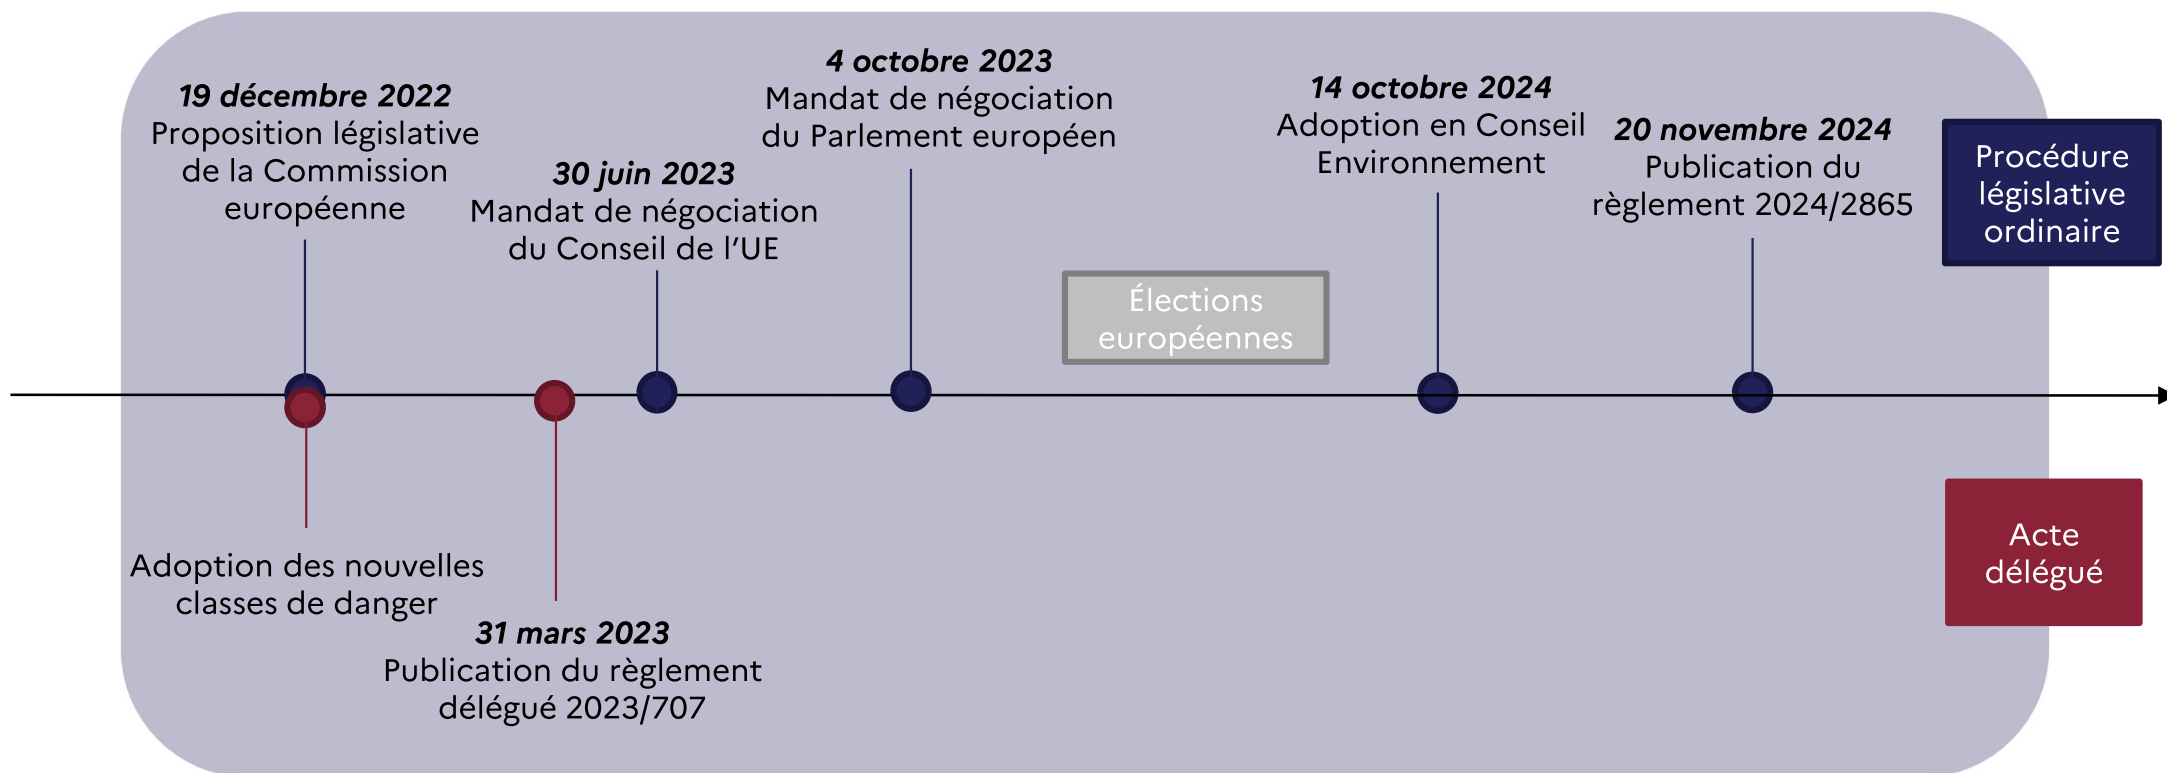 19 décembre 2022
Proposition législative
de la Commission
européenne
30 juin 2023
Mandat de négociation
du Conseil de l’UE
4 octobre 2023
Mandat de négociation
du Parlement européen
Élections
européennes
14 octobre 2024
Adoption en Conseil
Environnement
20 novembre 2024
Publication du
règlement 2024/2865
Procédure
législative
ordinaire
Adoption des nouvelles
classes de danger
31 mars 2023
Publication du règlement
délégué 2023/707
Acte
délégué